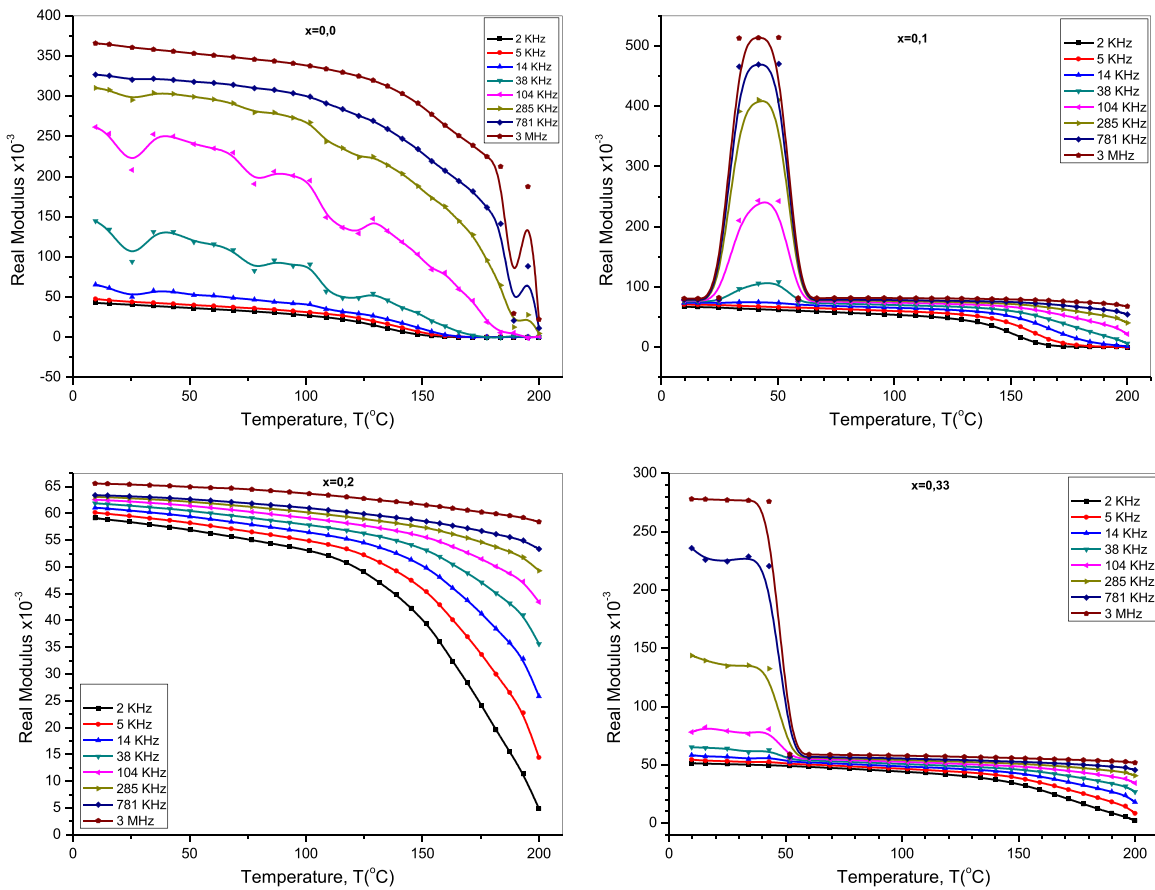 x=0,0
2 KHz
5 KHz
14 KHz
38 KHz
104 KHz
285 KHz
781 KHz
3 MHz
400
350
300
250
200
150
100
50
0
-50
0
50
100
150
200
Real Modulus x10⁻³
Temperature, T(°C)
x=0,1
2 KHz
5 KHz
14 KHz
38 KHz
104 KHz
285 KHz
781 KHz
3 MHz
500
400
300
200
100
0
0
50
100
150
200
Real Modulus x10⁻³
Temperature, T(°C)
x=0,2
65
60
55
50
45
40
35
30
25
20
15
10
5
0
2 KHz
5 KHz
14 KHz
38 KHz
104 KHz
285 KHz
781 KHz
3 MHz
0
50
100
150
200
Real Modulus x10⁻³
Temperature, T(°C)
x=0,33
2 KHz
5 KHz
14 KHz
38 KHz
104 KHz
285 KHz
781 KHz
3 MHz
300
250
200
150
100
50
0
0
50
100
150
200
Real Modulus x10⁻³
Temperature, T(°C)